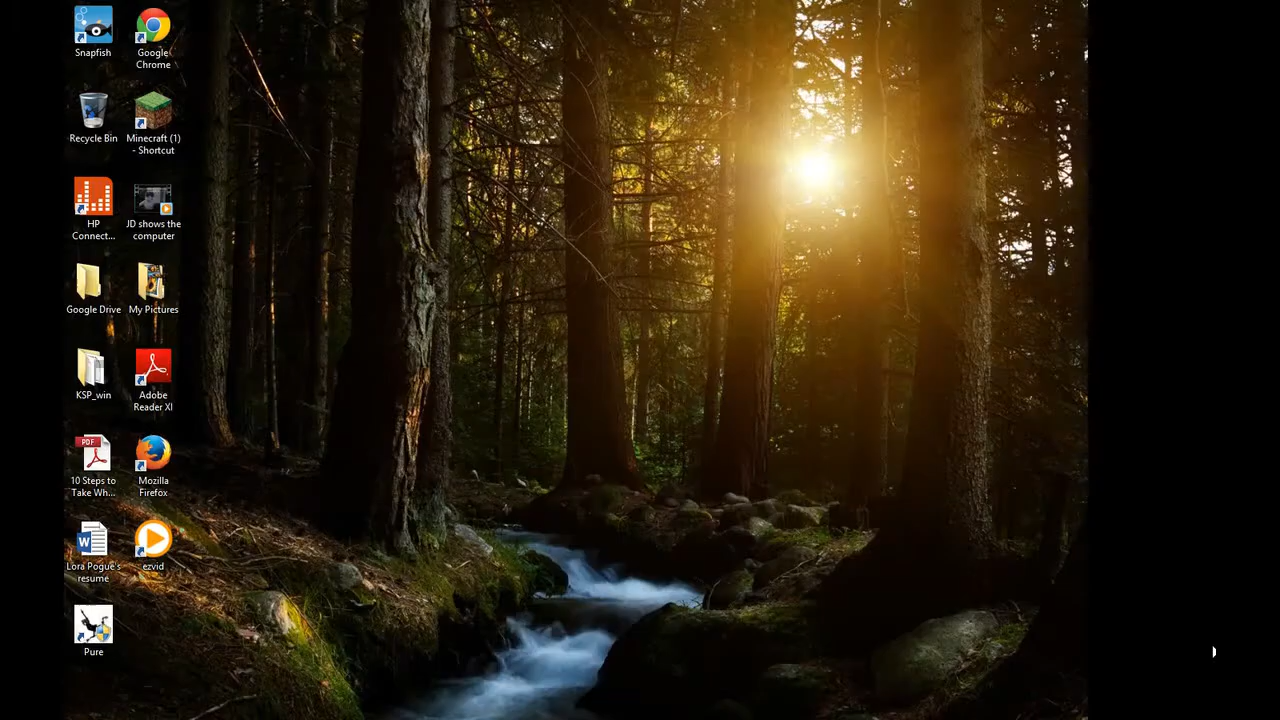 Snapfish
Google
Chrome
Recycle Bin
Minecraft (1)
- Shortcut
HP
Connect...
JD shows the
computer
Google Drive
My Pictures
KSP_win
Adobe
Reader XI
PDF
10 Steps to
Take Wh...
Mozilla
Firefox
W
Lora Pogue's
resume
ezvid
Pure